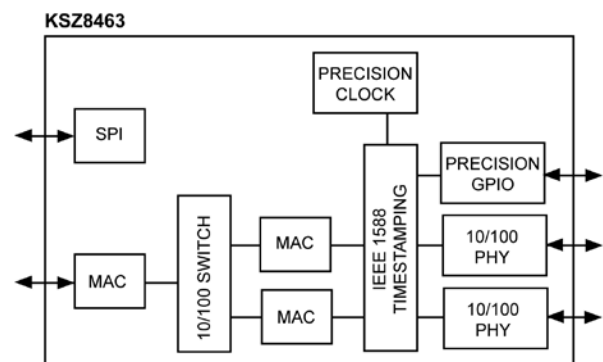 KSZ8463
PRECISION
CLOCK
SPI
PRECISION
GPIO
10/100 SWITCH
MAC
IEEE 1588
TIMESTAMPING
10/100
PHY
MAC
MAC
10/100
PHY